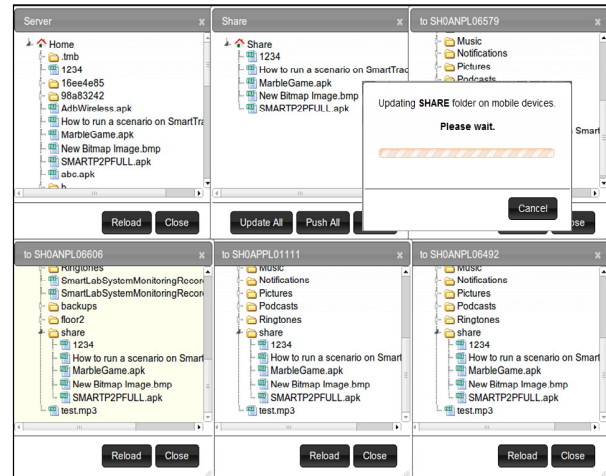 Server x
Home
.tmb
1234
16ee4e85
98a83242
AdbWireless.apk
How to run a scenario on SmartTra
MarbleGame.apk
New Bitmap Image.bmp
SMARTP2PFULL.apk
abc.apk
b
Reload Close
Share x
Share
1234
How to run a scenario on SmartTrac
MarbleGame.apk
New Bitmap Image.bmp
SMARTP2PFULL.apk
Update All Push All
to SH0ANPL06579 x
Music
Notifications
Pictures
Podcasts
Smart
ose
Updating SHARE folder on mobile devices.
Please wait.
Cancel
to SH0ANPL06606 x
Ringtones
SmartLabSystemMonitoringRecor
SmartLabSystemMonitoringRecor
backups
floor2
share
1234
How to run a scenario on Smart
MarbleGame.apk
New Bitmap Image.bmp
SMARTP2PFULL.apk
test.mp3
Reload Close
to SH0APPL01111 x
Music
Notifications
Pictures
Podcasts
Ringtones
share
1234
How to run a scenario on Smart
MarbleGame.apk
New Bitmap Image.bmp
SMARTP2PFULL.apk
test.mp3
Reload Close
to SH0ANPL06492 x
Music
Notifications
Pictures
Podcasts
Ringtones
share
1234
How to run a scenario on Smart
MarbleGame.apk
New Bitmap Image.bmp
SMARTP2PFULL.apk
test.mp3
Reload Close